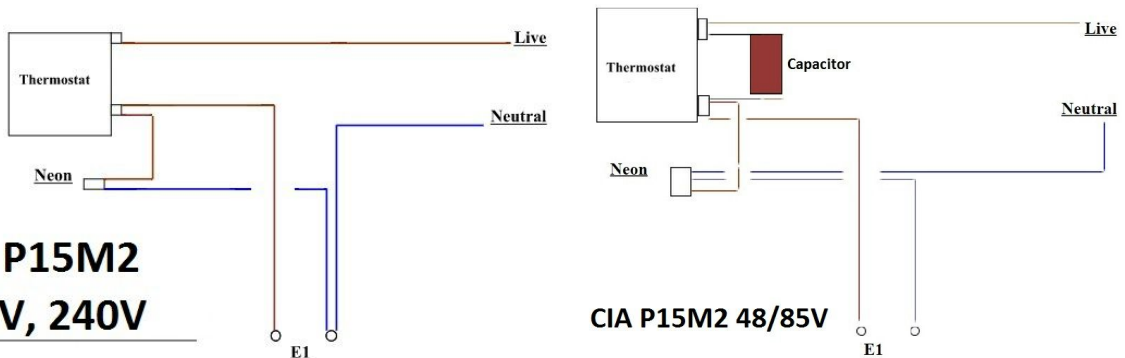 Live
Thermostat
Neutral
Neon
P15M2
V, 240V
E1
Live
Thermostat
Capacitor
Neutral
Neon
CIA P15M2 48/85V
E1